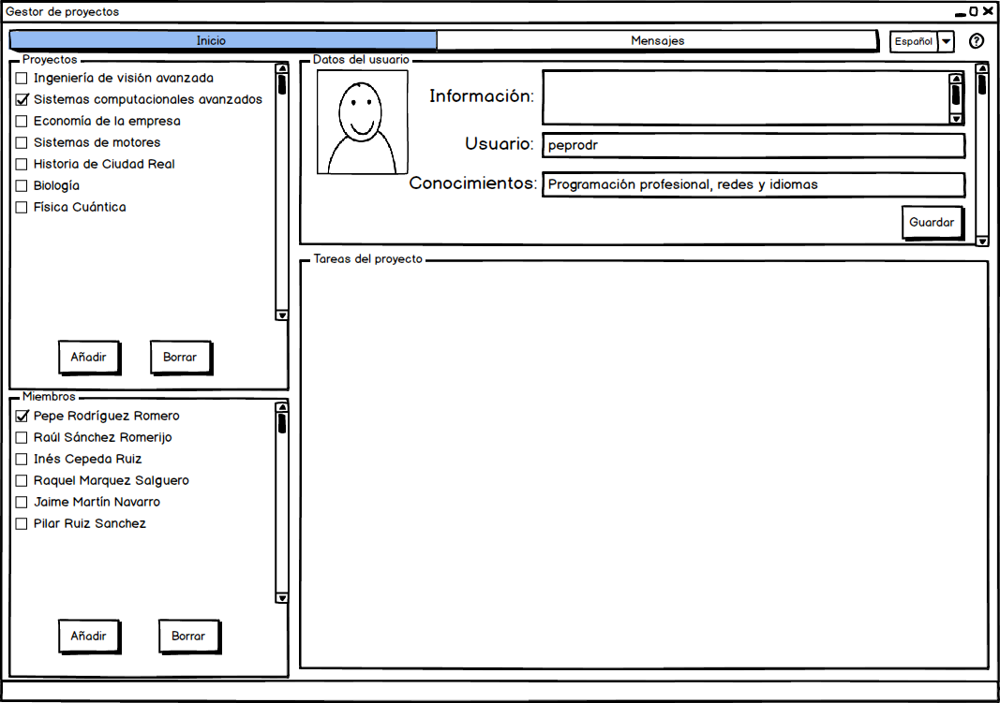 Gestor de proyectos
Inicio
Mensajes
Español
?
Proyectos
Ingeniería de visión avanzada
Sistemas computacionales avanzados
Economía de la empresa
Sistemas de motores
Historia de Ciudad Real
Biología
Física Cuántica
Añadir
Borrar
Miembros
Pepe Rodríguez Romero
Raúl Sánchez Romerijo
Inés Cepeda Ruiz
Raquel Marquez Salguero
Jaime Martín Navarro
Pilar Ruiz Sanchez
Añadir
Borrar
Datos del usuario
Información:
Usuario:
peprodr
Conocimientos:
Programación profesional, redes y idiomas
Guardar
Tareas del proyecto